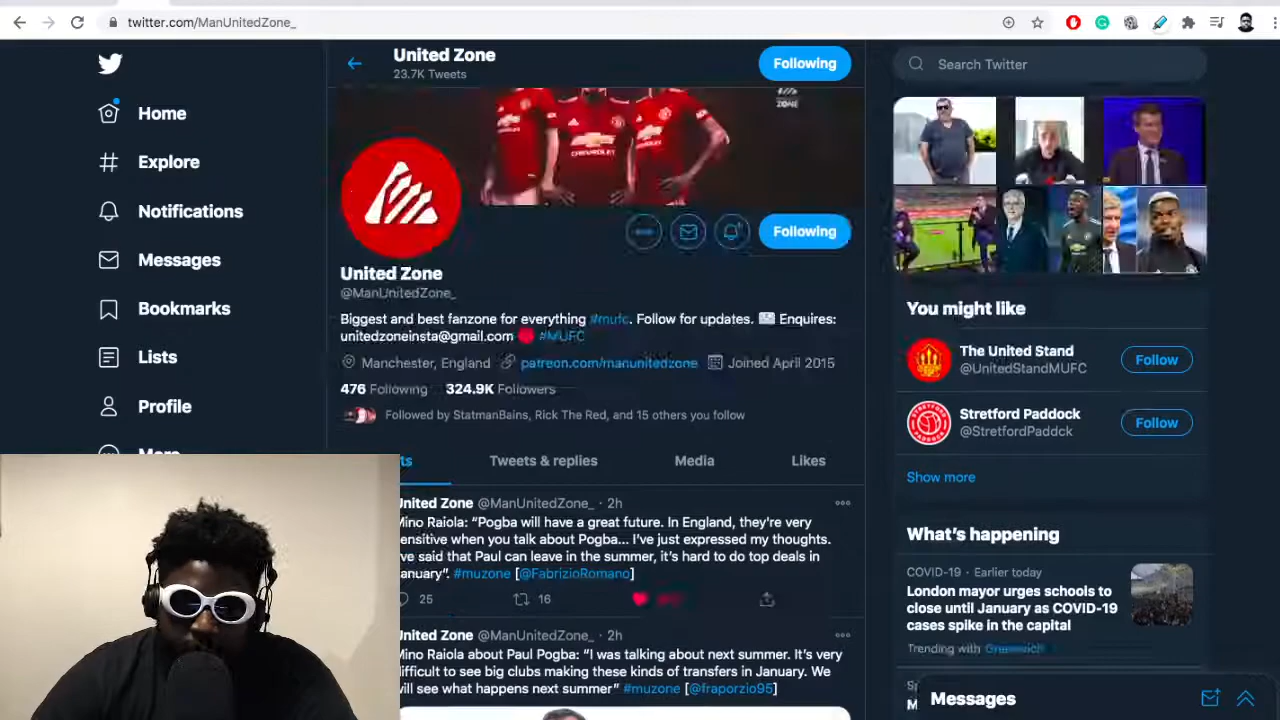 twitter.com/ManUnitedZone_
United Zone
23.7K Tweets
Following
Search Twitter
Home
Explore
Notifications
Messages
Bookmarks
Lists
Profile
More
CHEVROLET
ZONE
Following
United Zone
@ManUnitedZone_
Biggest and best fanzone for everything #mufc. Follow for updates. Enquires:
unitedzoneinsta@gmail.com #MUFC
Manchester, England patreon.com/manunitedzone Joined April 2015
476 Following 324.9K Followers
Followed by StatmanBains, Rick The Red, and 15 others you follow
ts Tweets & replies Media Likes
United Zone @ManUnitedZone_ · 2h
Mino Raiola: “Pogba will have a great future. In England, they're very
ensitive when you talk about Pogba... I've just expressed my thoughts.
ve said that Paul can leave in the summer, it's hard to do top deals in
anuary”. #muzone [@FabrizioRomano]
25 16
United Zone @ManUnitedZone_ · 2h
Mino Raiola about Paul Pogba: “I was talking about next summer. It's very
ifficult to see big clubs making these kinds of transfers in January. We
will see what happens next summer” #muzone [@fraporzio95]
You might like
The United Stand
@UnitedStandMUFC
Follow
Stretford Paddock
@StretfordPaddck
Follow
Show more
What's happening
COVID-19 · Earlier today
London mayor urges schools to
close until January as COVID-19
cases spike in the capital
Trending with Greenwich
Sp
M
Messages